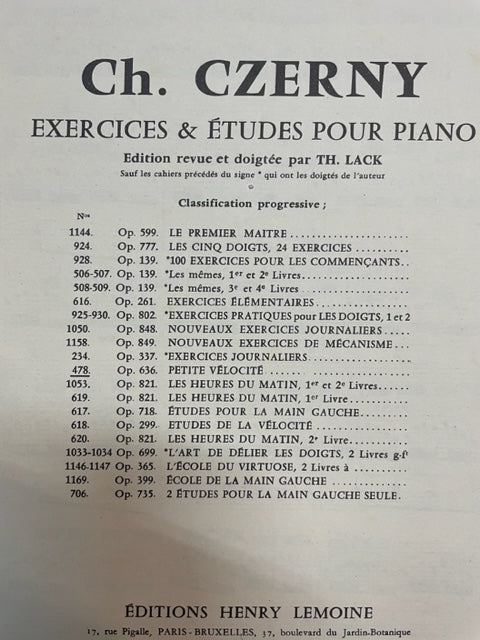 Ch. CZERNY
EXERCICES & ÉTUDES POUR PIANO
Edition revue et doigtée par TH. LACK
Sauf les cahiers précédés du signe * qui ont les doigtés de l'auteur
Classification progressive ;
Nos
1144. Op. 599. LE PREMIER MAITRE ....................
924. Op. 777. LES CINQ DOIGTS, 24 EXERCICES .........
928. Op. 139. *100 EXERCICES POUR LES COMMENÇANTS..
506-507. Op. 139. *Les mêmes, 1er et 2e Livres..................
508-509. Op. 139. *Les mêmes, 3e et 4e Livres ..................
616. Op. 261. EXERCICES ÉLÉMENTAIRES...............
925-930. Op. 802. *EXERCICES PRATIQUES pour LES DOIGTS, 1 et 2
1050. Op. 848. NOUVEAUX EXERCICES JOURNALIERS .....
1158. Op. 849. NOUVEAUX EXERCICES DE MÉCANISME...
234. Op. 337. *EXERCICES JOURNALIERS................
478. Op. 636. PETITE VÉLOCITÉ.......................
1053. Op. 821. LES HEURES DU MATIN, 1er et 2e Livres......
619. Op. 821. LES HEURES DU MATIN, 1er Livre...........
617. Op. 718. ÉTUDES POUR LA MAIN GAUCHE.........
618. Op. 299. ETUDES DE LA VÉLOCITÉ ................
620. Op. 821. LES HEURES DU MATIN, 2e Livre...........
1033-1034 Op. 699. *L'ART DE DÉLIER LES DOIGTS, 2 Livres g-ft
1146-1147 Op. 365. L'ÉCOLE DU VIRTUOSE, 2 Livres à ..........
1169. Op. 399. ÉCOLE DE LA MAIN GAUCHE ..............
706. Op. 735. 2 ÉTUDES POUR LA MAIN GAUCHE SEULE.
ÉDITIONS HENRY LEMOINE
17, rue Pigalle, PARIS - BRUXELLES, 37, boulevard du Jardin-Botanique